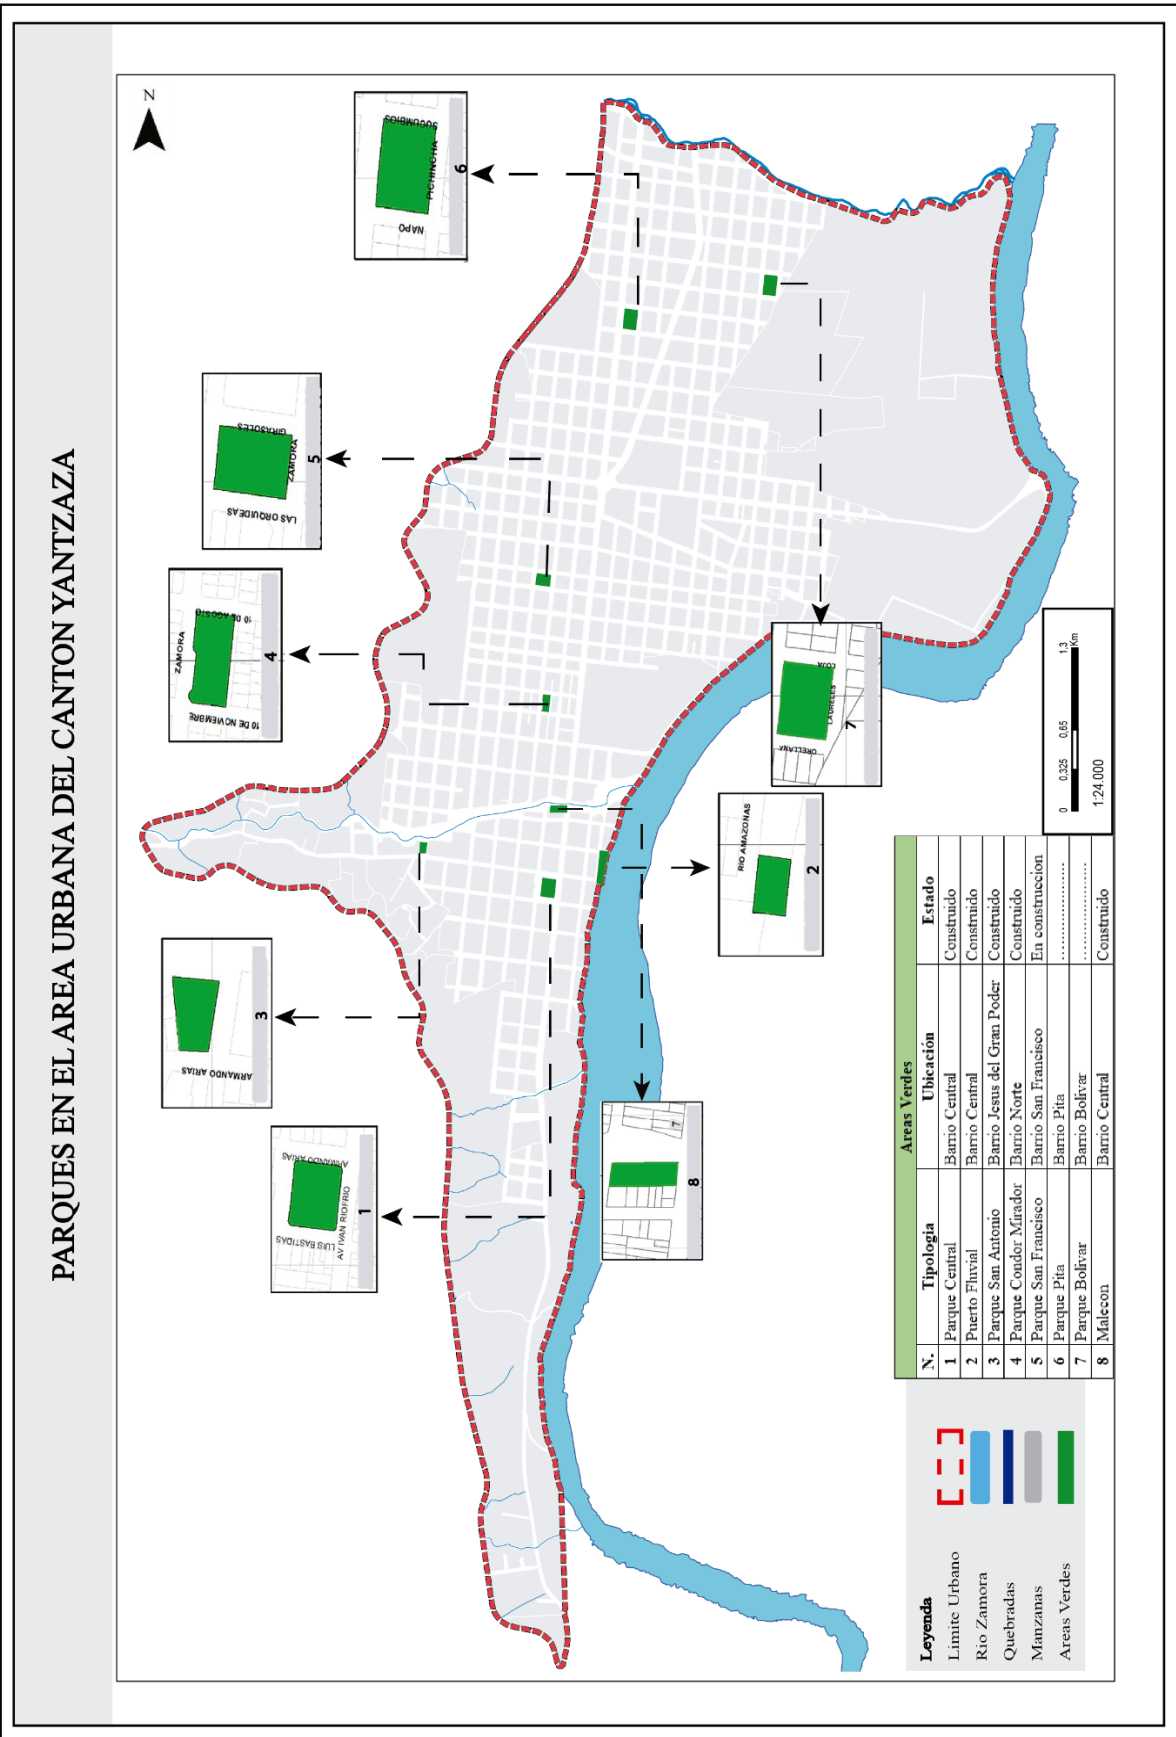 PARQUES EN EL AREA URBANA DEL CANTON YANTZAZA
N
SUCUMBIOS
PICHINCHA
NAPO
6
GIRASOLES
ZAMORA
LAS ORQUIDEAS
5
ZAMORA
10 DE AGOSTO
10 DE NOVIEMBRE
4
ARMANDO ARIAS
3
ARMANDO ARIAS
AV IVAN RIOFRIO
LUIS BASTIDAS
1
LOJA
LAURELES
ORELLANA
7
RIO AMAZONAS
2
7
8
0 0,325 0,65 1,3 Km
1:24.000
Areas Verdes
N. Tipologia Ubicación Estado
1 Parque Central Barrio Central Construido
2 Puerto Fluvial Barrio Central Construido
3 Parque San Antonio Barrio Jesus del Gran Poder Construido
4 Parque Condor Mirador Barrio Norte Construido
5 Parque San Francisco Barrio San Francisco En construccion
6 Parque Pita Barrio Pita ......................
7 Parque Bolivar Barrio Bolivar ......................
8 Malecon Barrio Central Construido
Leyenda
Limite Urbano
Rio Zamora
Quebradas
Manzanas
Areas Verdes